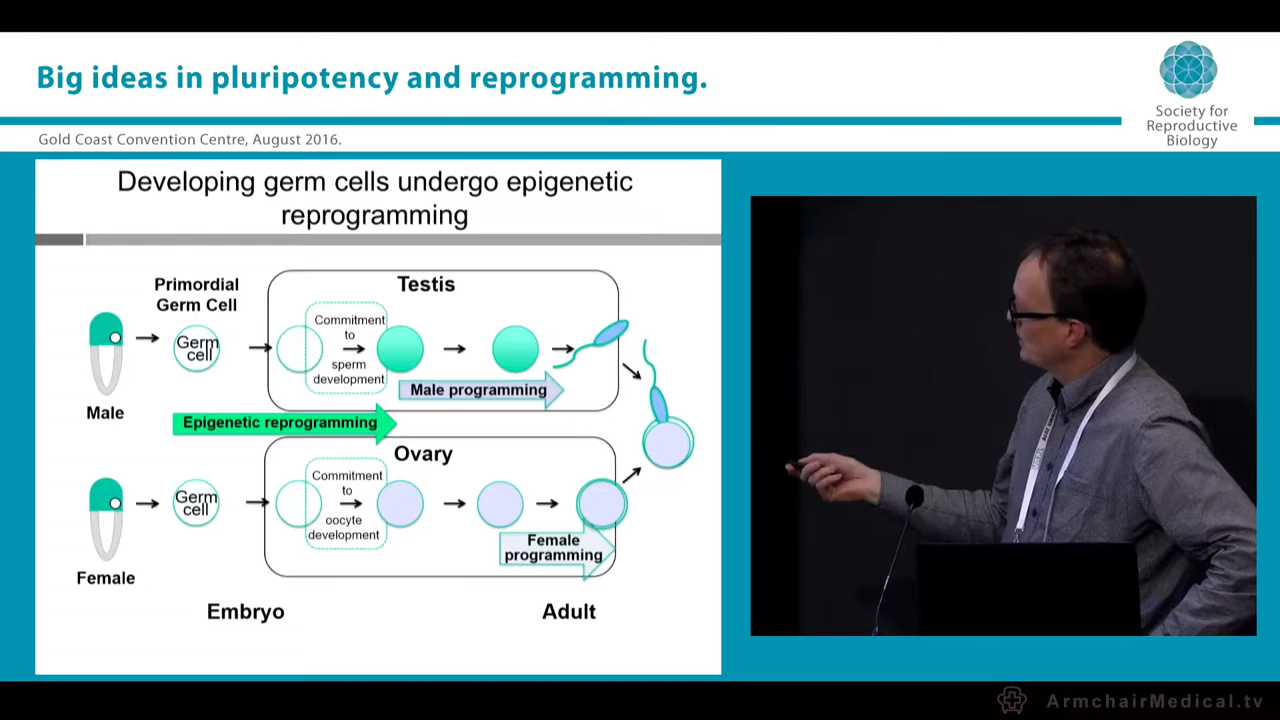 Big ideas in pluripotency and reprogramming.
Society for
Reproductive
Biology
Gold Coast Convention Centre, August 2016.
Developing germ cells undergo epigenetic
reprogramming
Primordial
Germ Cell
Testis
Germ
cell
Commitment
to
sperm
development
Male programming
Male
Epigenetic reprogramming
Ovary
Germ
cell
Commitment
to
oocyte
development
Female
programming
Female
Embryo
Adult
ArmchairMedical.tv